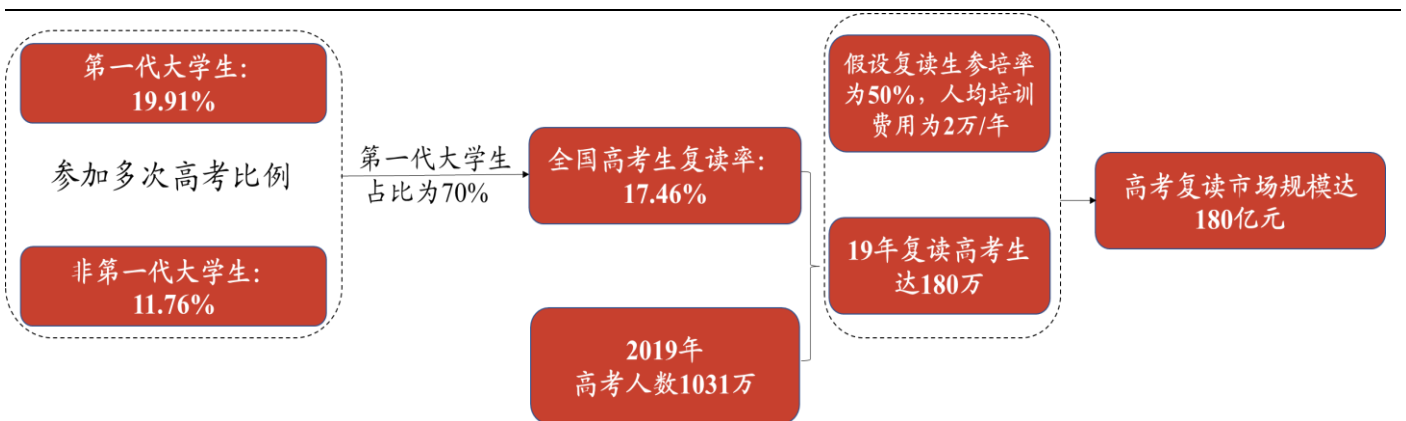 第一代大学生：
19.91%
参加多次高考比例
非第一代大学生：
11.76%
第一代大学生
占比为70%
全国高考生复读率：
17.46%
2019年
高考人数1031万
假设复读生参培率
为50%，人均培训
费用为2万/年
19年复读高考生
达180万
高考复读市场规模达
180亿元